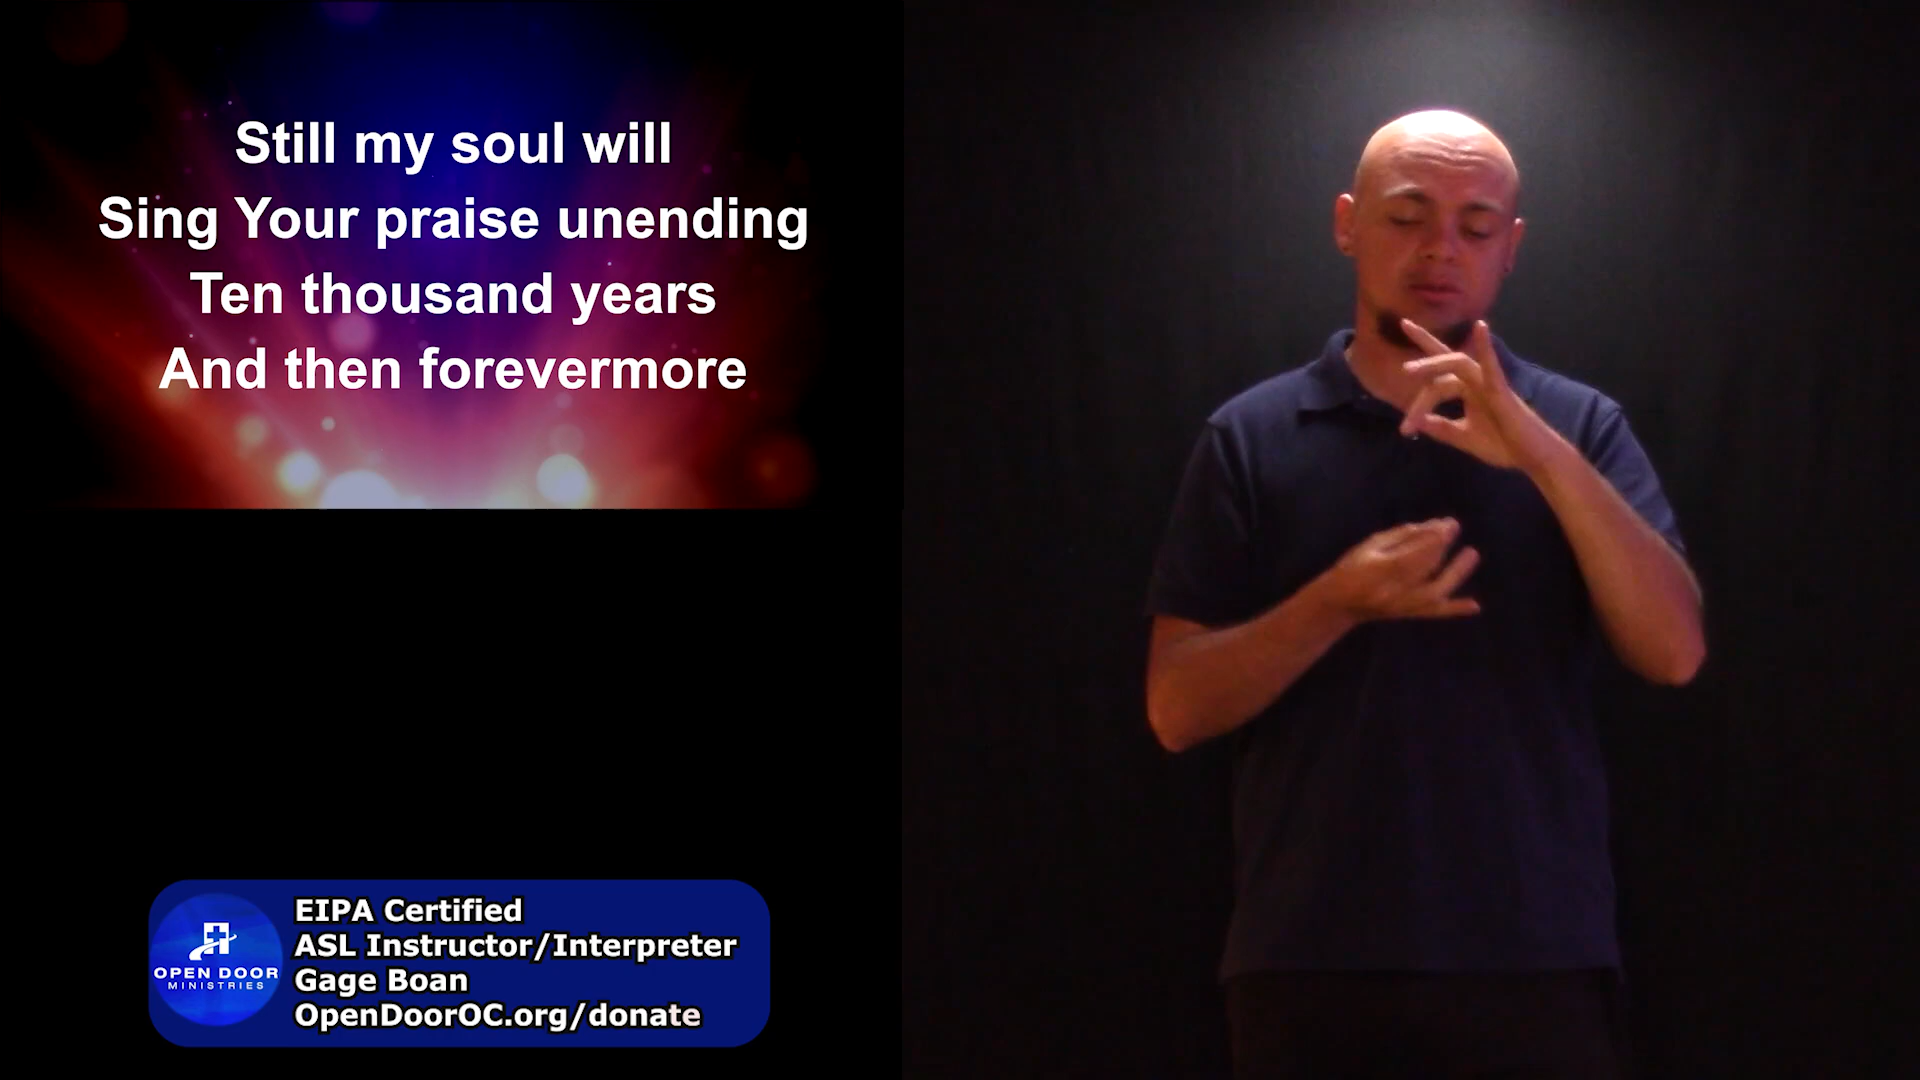 Still my soul will
Sing Your praise unending
Ten thousand years
And then forevermore
EIPA Certified
ASL Instructor/Interpreter
Gage Boan
OpenDoorOC.org/donate
OPEN DOOR
MINISTRIES